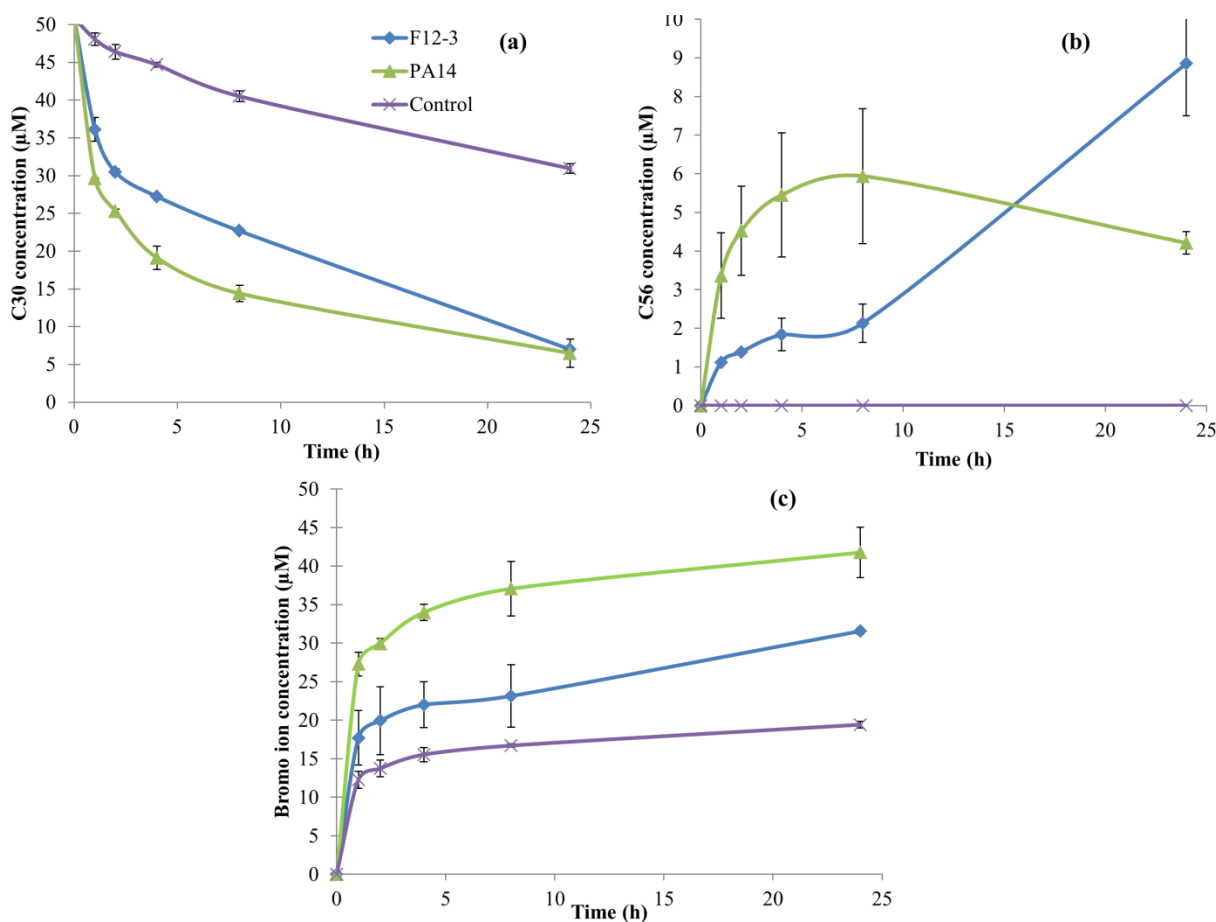 (a)
F12-3
PA14
Control
C30 concentration (µM)
50
45
40
35
30
25
20
15
10
5
0
0 5 10 15 20 25
Time (h)
(b)
C56 concentration (µM)
10
9
8
7
6
5
4
3
2
1
0
0 5 10 15 20 25
Time (h)
(c)
Bromo ion concentration (µM)
50
45
40
35
30
25
20
15
10
5
0
0 5 10 15 20 25
Time (h)